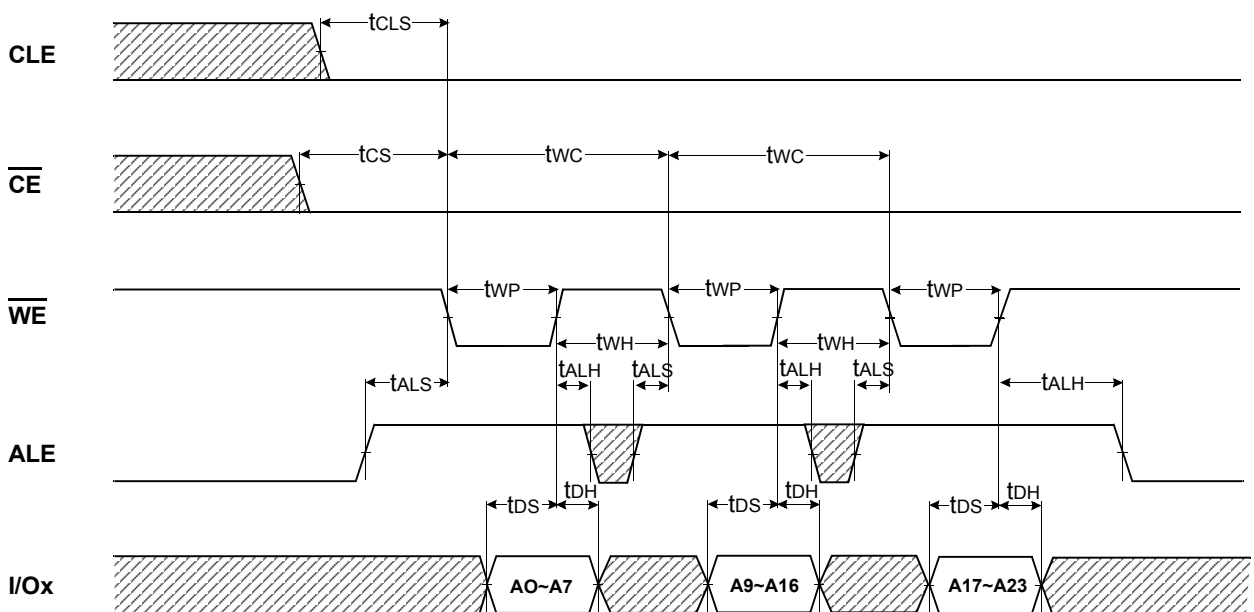 tCLS
CLE
tCS tWC tWC
CE
tWP tWP tWP
WE
tWH tWH
tALH tALS tALH tALS
tALS tALH
ALE
tDS tDH tDS tDH tDS tDH
I/Ox AO~A7 A9~A16 A17~A23